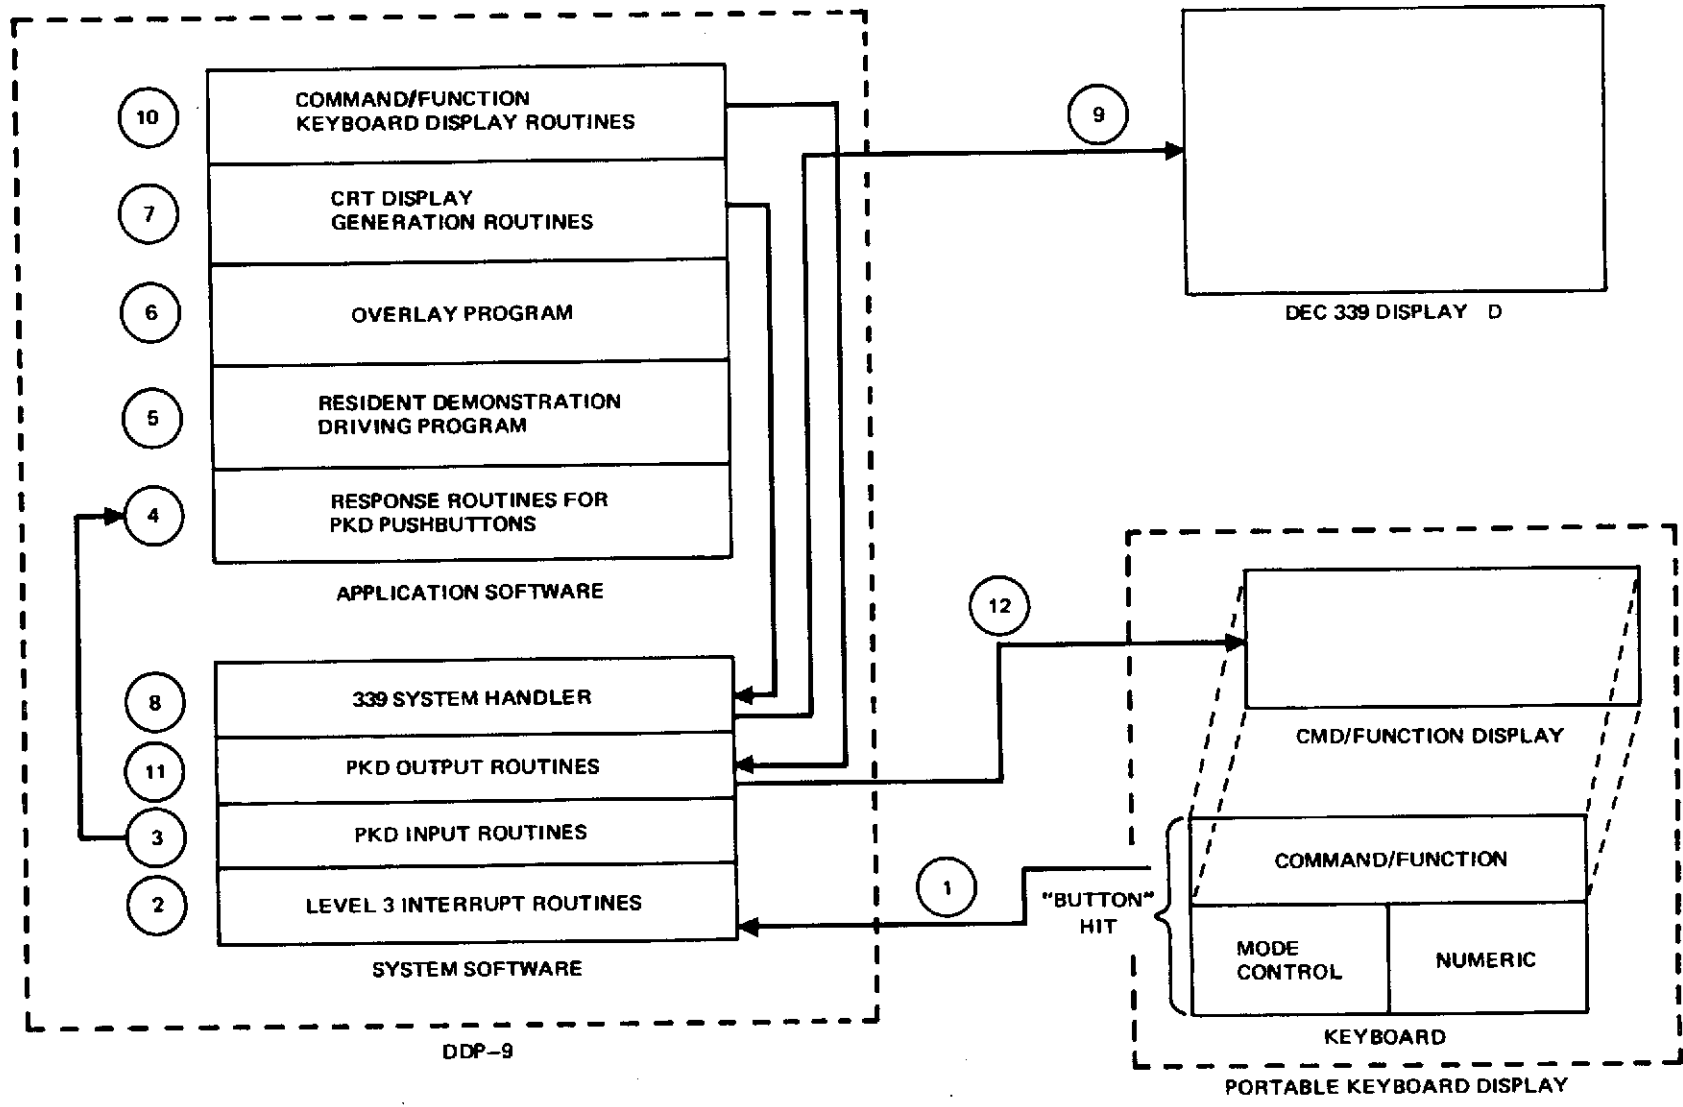 10
COMMAND/FUNCTION
KEYBOARD DISPLAY ROUTINES
7
CRT DISPLAY
GENERATION ROUTINES
6
OVERLAY PROGRAM
5
RESIDENT DEMONSTRATION
DRIVING PROGRAM
4
RESPONSE ROUTINES FOR
PKD PUSHBUTTONS
APPLICATION SOFTWARE
8
339 SYSTEM HANDLER
11
PKD OUTPUT ROUTINES
3
PKD INPUT ROUTINES
2
LEVEL 3 INTERRUPT ROUTINES
SYSTEM SOFTWARE
DDP-9
9
DEC 339 DISPLAY D
12
CMD/FUNCTION DISPLAY
1
"BUTTON"
HIT
COMMAND/FUNCTION
MODE
CONTROL
NUMERIC
KEYBOARD
PORTABLE KEYBOARD DISPLAY